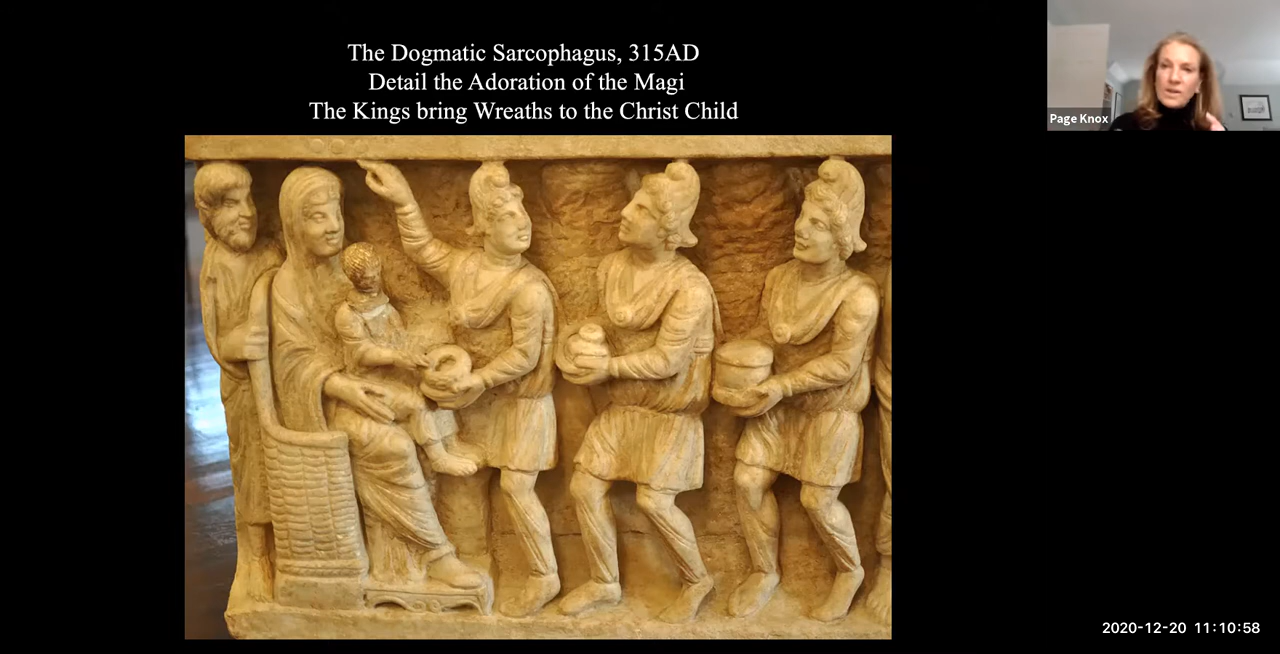 The Dogmatic Sarcophagus, 315AD
Detail the Adoration of the Magi
The Kings bring Wreaths to the Christ Child
Page Knox
2020-12-20 11:10:58